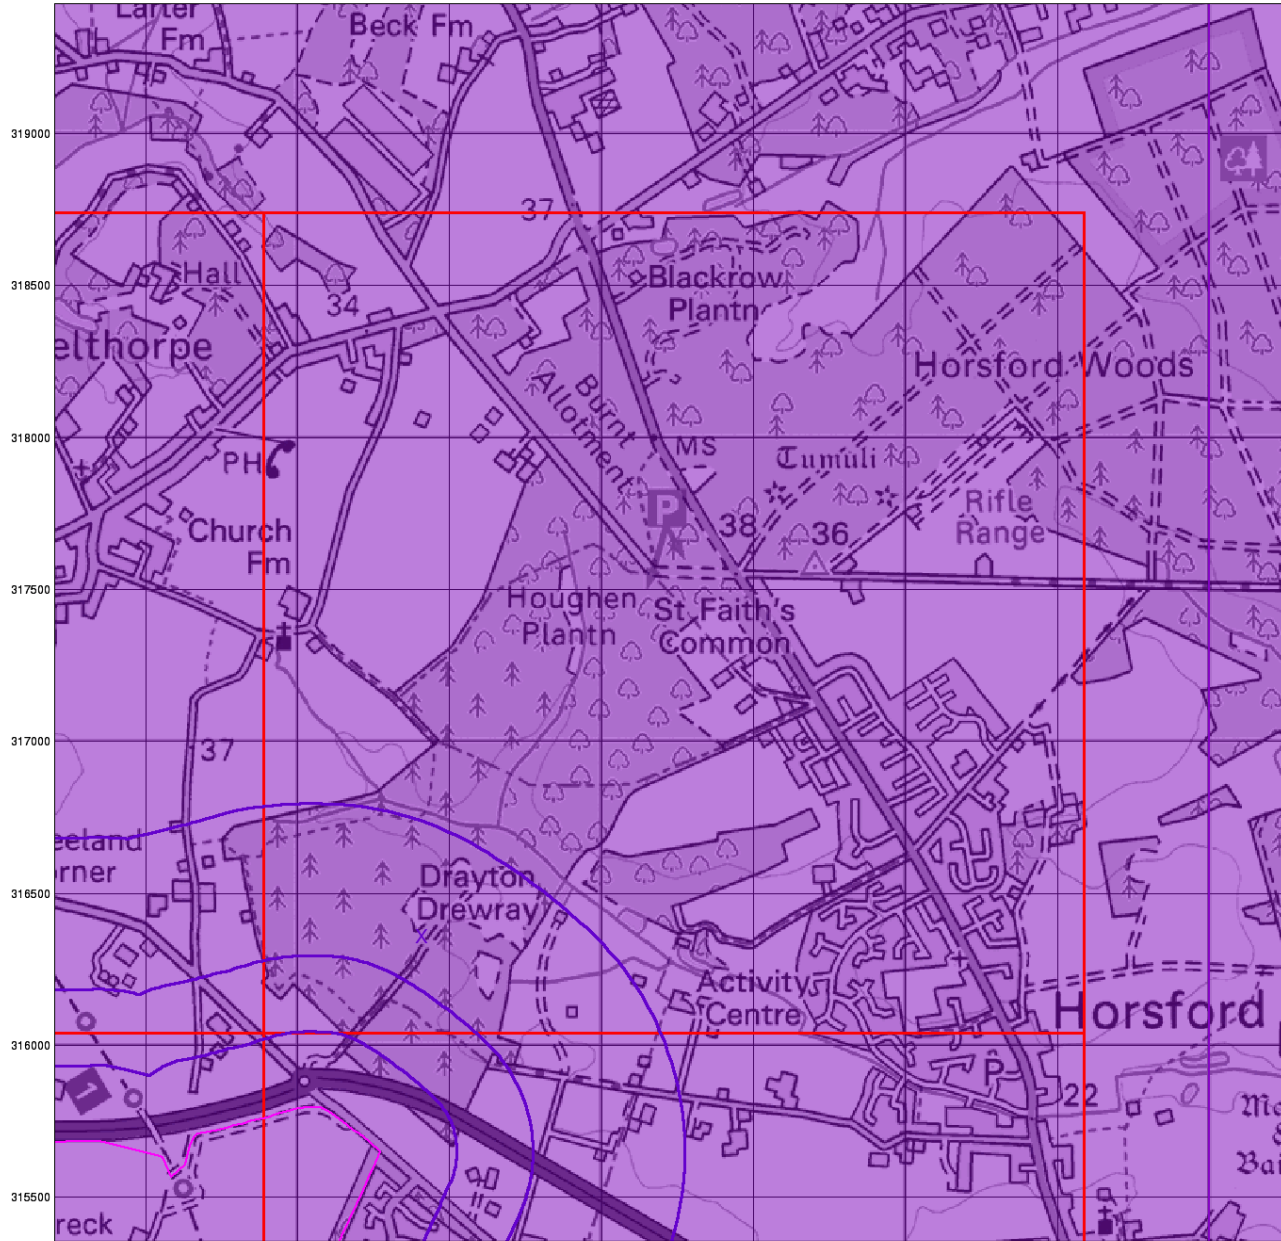 Larter
Fm
Beck Fm
319000
37
318500
Hall
34
Blackrow
Plantn
elthorpe
Burnt
Allotment
Horsford Woods
318000
MS
PH
Tumuli
P
38
36
Rifle
Range
Church
Fm
317500
Houghen
Plantn
St. Faith's
Common
317000
37
eeland
orner
Drayton
Drewray
X
316500
Activity
Centre
Horsford
316000
1
P
22
315500
reck